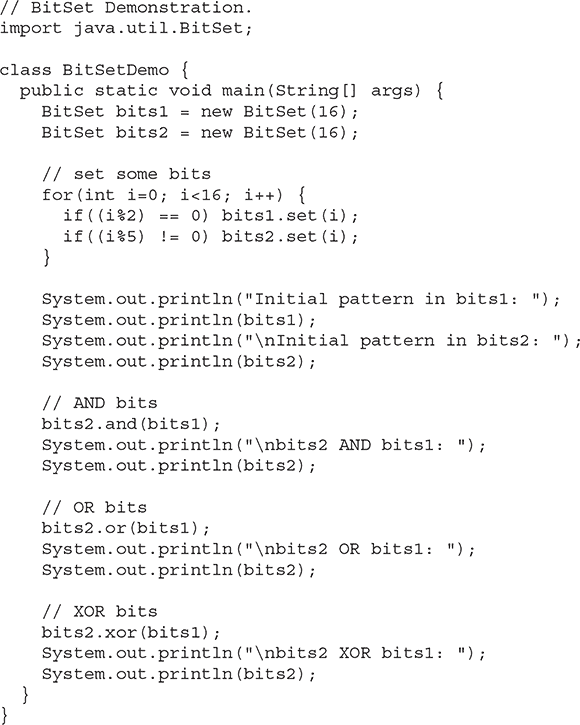 // BitSet Demonstration.
import java.util.BitSet;

class BitSetDemo {
  public static void main(String[] args) {
    BitSet bits1 = new BitSet(16);
    BitSet bits2 = new BitSet(16);

    // set some bits
    for(int i=0; i<16; i++) {
      if((i%2) == 0) bits1.set(i);
      if((i%5) != 0) bits2.set(i);
    }

    System.out.println("Initial pattern in bits1: ");
    System.out.println(bits1);
    System.out.println("\nInitial pattern in bits2: ");
    System.out.println(bits2);

    // AND bits
    bits2.and(bits1);
    System.out.println("\nbits2 AND bits1: ");
    System.out.println(bits2);

    // OR bits
    bits2.or(bits1);
    System.out.println("\nbits2 OR bits1: ");
    System.out.println(bits2);

    // XOR bits
    bits2.xor(bits1);
    System.out.println("\nbits2 XOR bits1: ");
    System.out.println(bits2);
  }
}